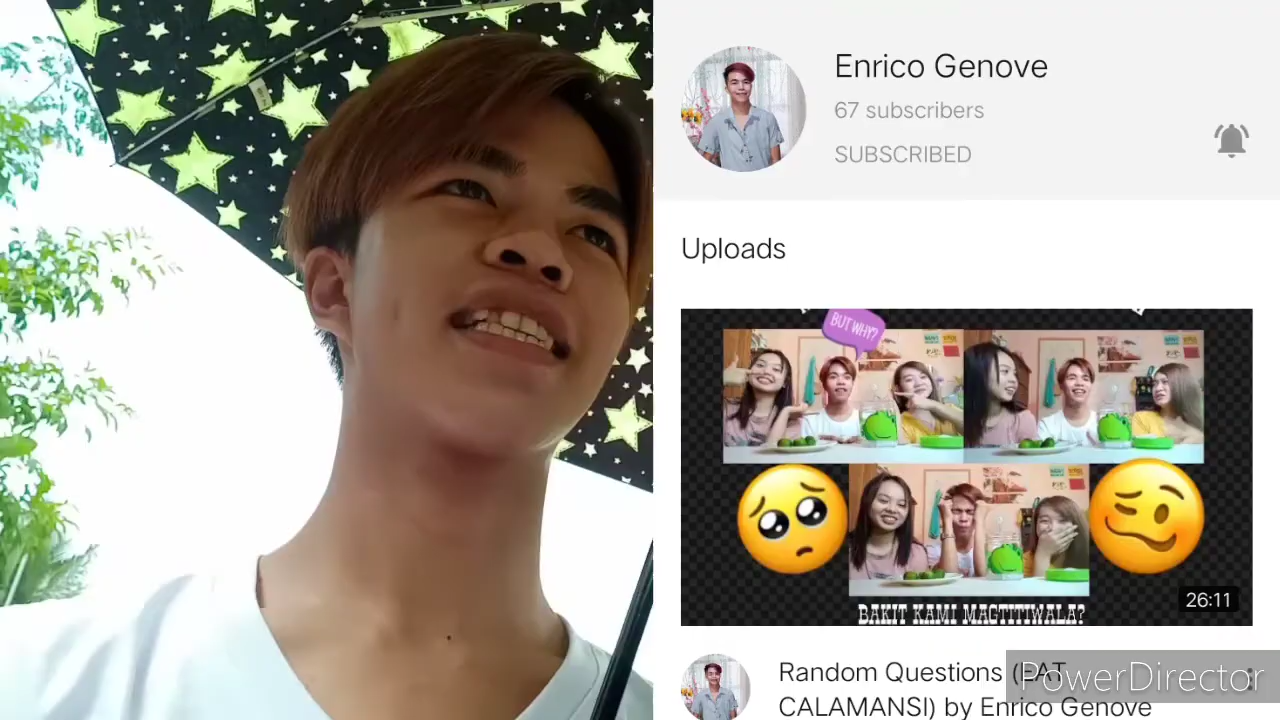 Enrico Genove
67 subscribers
SUBSCRIBED
Uploads
BUT WHY?
BAKIT KAMI MAGTITIWALA?
26:11
Random Questions (EAT
CALAMANSI) by Enrico Genove
PowerDirector